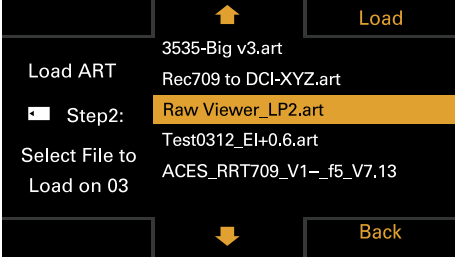 Load
3535-Big v3.art
Load ART
Rec709 to DCI-XYZ.art
Step2:
Raw Viewer_LP2.art
Test0312_EI+0.6.art
Select File to
Load on 03
ACES_RRT709_V1–_f5_V7.13
Back